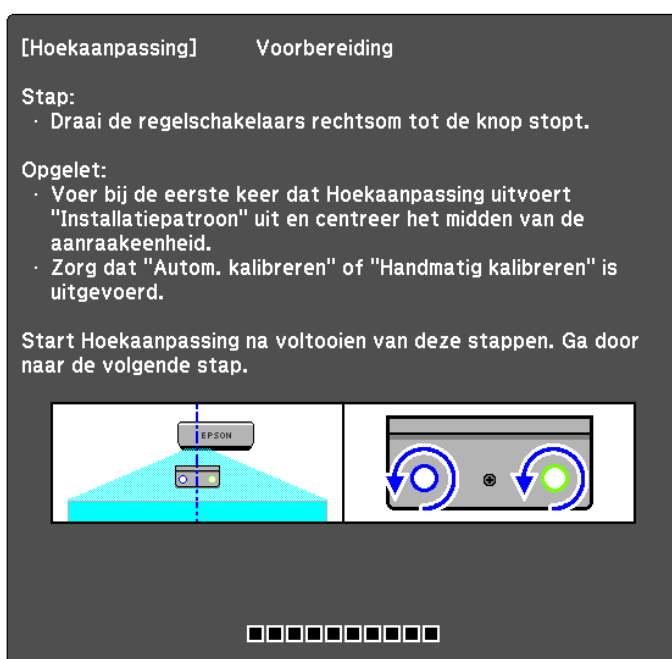 [Hoekaanpassing] Voorbereiding
Stap:
· Draai de regelschakelaars rechtsom tot de knop stopt.
Opgelet:
· Voer bij de eerste keer dat Hoekaanpassing uitvoert
"Installatiepatroon" uit en centreer het midden van de
aanraakeenheid.
· Zorg dat "Autom. kalibreren" of "Handmatig kalibreren" is
uitgevoerd.
Start Hoekaanpassing na voltooien van deze stappen. Ga door
naar de volgende stap.
EPSON